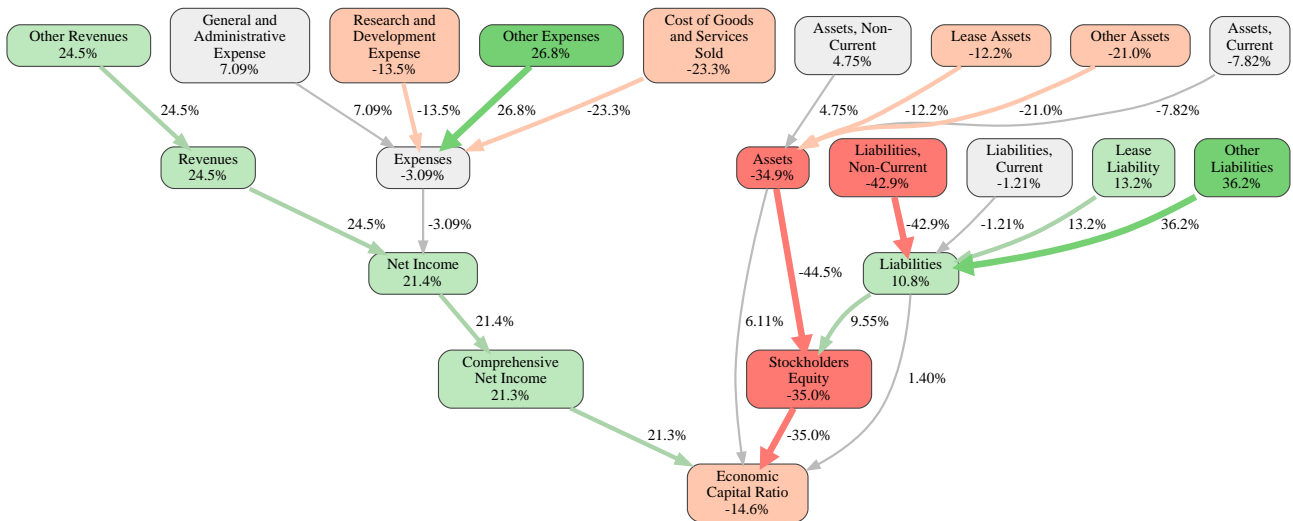 Other Revenues
24.5%
General and
Administrative
Expense
7.09%
Research and
Development
Expense
-13.5%
Other Expenses
26.8%
Cost of Goods
and Services
Sold
-23.3%
Assets, Non-
Current
4.75%
Lease Assets
-12.2%
Other Assets
-21.0%
Assets,
Current
-7.82%
24.5%
7.09%
-13.5%
26.8%
-23.3%
4.75%
-12.2%
-21.0%
-7.82%
Revenues
24.5%
Expenses
-3.09%
Assets
-34.9%
Liabilities,
Non-Current
-42.9%
Liabilities,
Current
-1.21%
Lease
Liability
13.2%
Other
Liabilities
36.2%
24.5%
-3.09%
-42.9%
-1.21%
13.2%
36.2%
Net Income
21.4%
Liabilities
10.8%
-44.5%
21.4%
6.11%
9.55%
1.40%
Comprehensive
Net Income
21.3%
Stockholders
Equity
-35.0%
21.3%
-35.0%
Economic
Capital Ratio
-14.6%